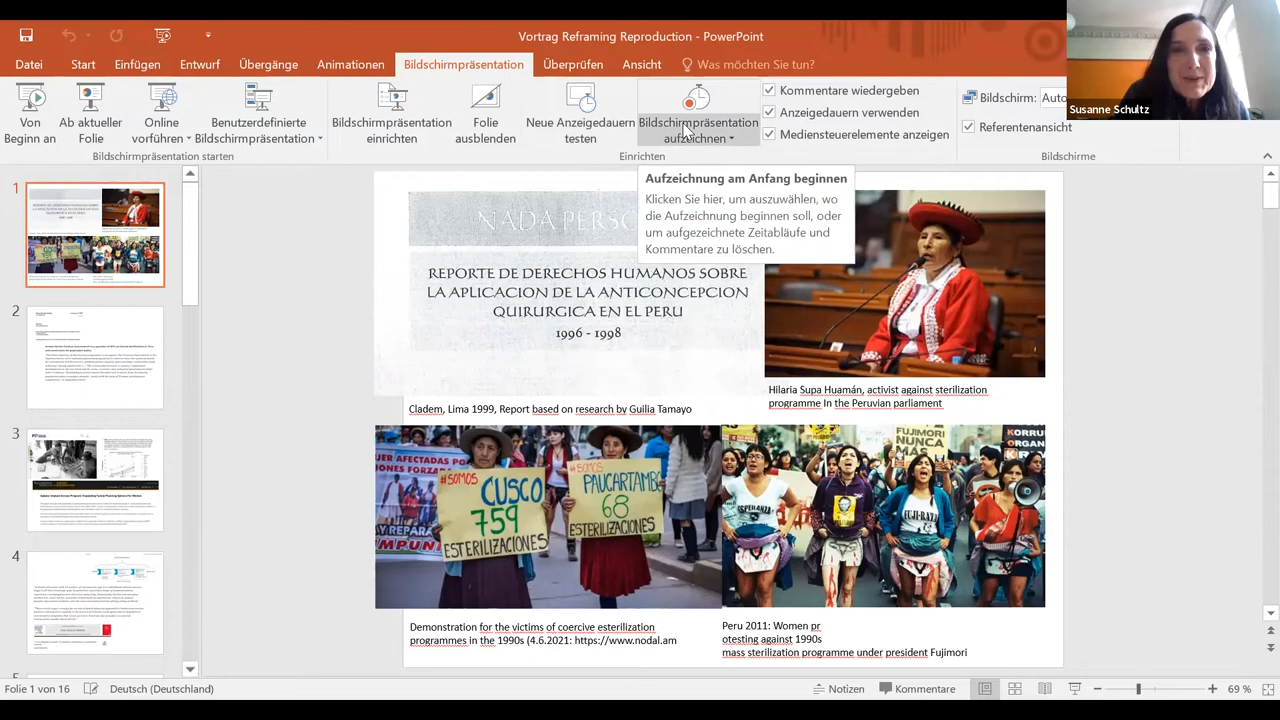 Vortrag Reframing Reproduction - PowerPoint
Datei Start Einfügen Entwurf Übergänge Animationen Bildschirmpräsentation Überprüfen Ansicht Was möchten Sie tun?
Susanne Schultz
Von Beginn an
Ab aktueller Folie
Online vorführen
Benutzerdefinierte Bildschirmpräsentation
Bildschirmpräsentation starten
Bildschirmpräsentation einrichten
Folie ausblenden
Neue Anzeigedauern testen
Bildschirmpräsentation aufzeichnen
Kommentare wiedergeben
Anzeigedauern verwenden
Mediensteuerelemente anzeigen
Einrichten
Bildschirm: Auto
Referentenansicht
Bildschirme
Aufzeichnung am Anfang beginnen
Klicken Sie hier, um auszuwählen, wo
die Aufzeichnung beginnen soll, oder
um aufgezeichnete Zeitabläufe und
Kommentare zu löschen.
1
2
3
4
5
REPORTE DE DERECHOS HUMANOS SOBRE
LA APLICACION DE LA ANTICONCEPCION
QUIRURGICA EN EL PERU
1996 - 1998
Cladem, Lima 1999, Report based on research by Guilia Tamayo
Hilaria Supa Huamán, activist against sterilization
programme In the Peruvian parliament
UJER AFECTADAS POR
#SOMOS
759
ESTERILIZACIONES
#SOMOS
PAUCARTAMB
68
ESTERILIZACIONES
FUJIMORI
NUNCA
Demonstration for the victims of coercive esterilization
programmes in the 1990s (4.6.2021: https://www.nodal.am
Peru 2011: Women pr
otesting against 1990s
mass sterilization programme under president Fujimori
Folie 1 von 16
Deutsch (Deutschland)
Notizen
Kommentare
69 %